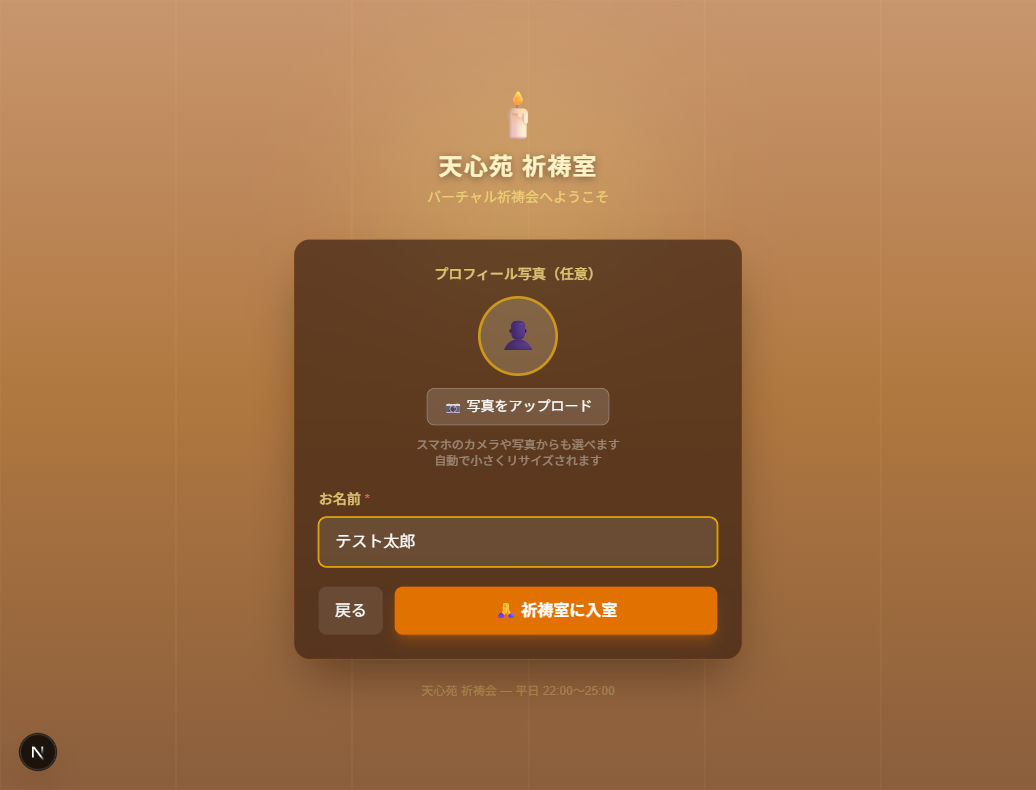 天心苑 祈祷室
バーチャル祈祷会へようこそ
プロフィール写真（任意）
写真をアップロード
スマホのカメラや写真からも選べます
自動で小さくリサイズされます
お名前 *
テスト太郎
戻る
祈祷室に入室
天心苑 祈祷会 — 平日 22:00〜25:00
N